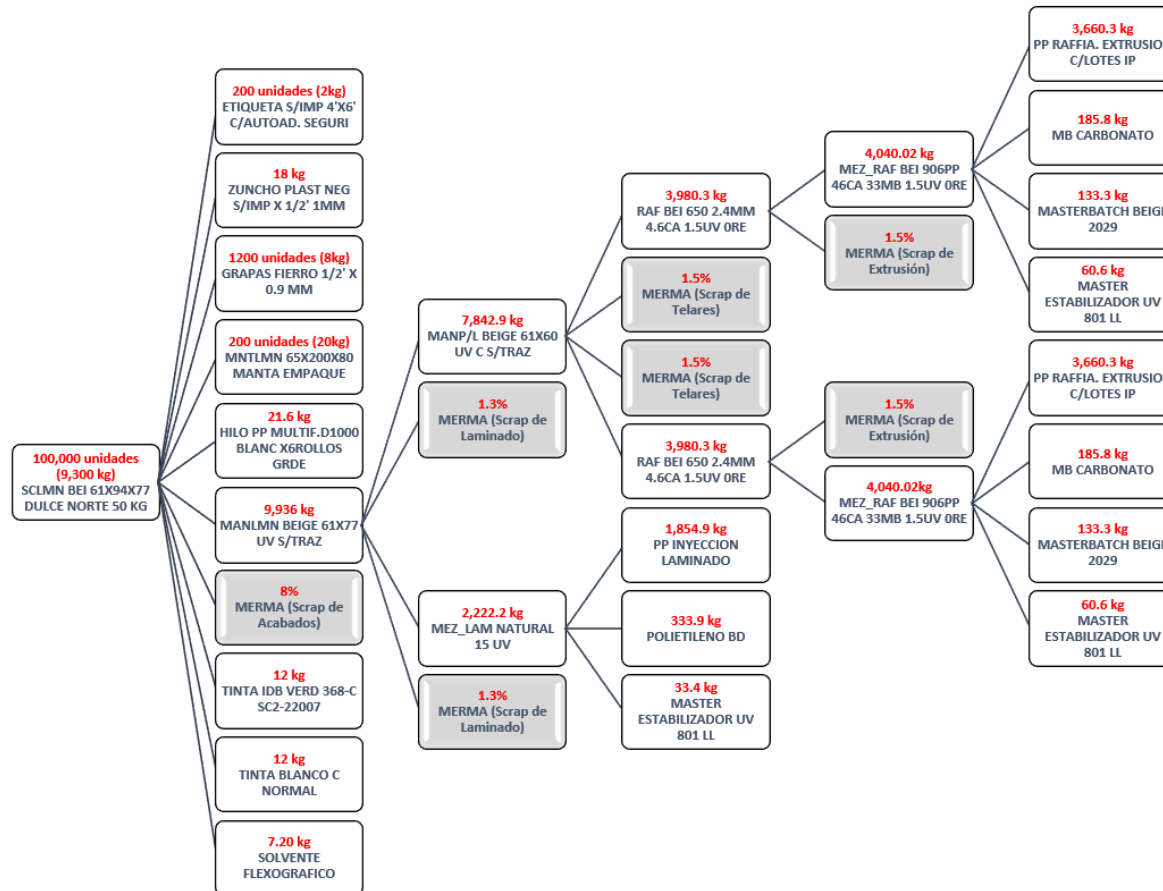 100,000 unidades
(9,300 kg)
SCLMN BEI 61X94X77
DULCE NORTE 50 KG
200 unidades (2kg)
ETIQUETA S/IMP 4'X6'
C/AUTOAD. SEGURI
18 kg
ZUNCHO PLAST NEG
S/IMP X 1/2' 1MM
1200 unidades (8kg)
GRAPAS FIERRO 1/2' X
0.9 MM
200 unidades (20kg)
MNTLMN 65X200X80
MANTA EMPAQUE
21.6 kg
HILO PP MULTIF.D1000
BLANC X6ROLLOS
GRDE
9,936 kg
MANLMN BEIGE 61X77
UV S/TRAZ
8%
MERMA (Scrap de
Acabados)
12 kg
TINTA IDB VERD 368-C
SC2-22007
12 kg
TINTA BLANCO C
NORMAL
7.20 kg
SOLVENTE
FLEXOGRAFICO
7,842.9 kg
MANP/L BEIGE 61X60
UV C S/TRAZ
1.3%
MERMA (Scrap de
Laminado)
2,222.2 kg
MEZ_LAM NATURAL
15 UV
1.3%
MERMA (Scrap de
Laminado)
3,980.3 kg
RAF BEI 650 2.4MM
4.6CA 1.5UV 0RE
1.5%
MERMA (Scrap de
Telares)
1.5%
MERMA (Scrap de
Telares)
3,980.3 kg
RAF BEI 650 2.4MM
4.6CA 1.5UV 0RE
1,854.9 kg
PP INYECCION
LAMINADO
333.9 kg
POLIETILENO BD
33.4 kg
MASTER
ESTABILIZADOR UV
801 LL
4,040.02 kg
MEZ_RAF BEI 906PP
46CA 33MB 1.5UV 0RE
1.5%
MERMA (Scrap de
Extrusión)
1.5%
MERMA (Scrap de
Extrusión)
4,040.02kg
MEZ_RAF BEI 906PP
46CA 33MB 1.5UV 0RE
3,660.3 kg
PP RAFFIA. EXTRUSIO
C/LOTES IP
185.8 kg
MB CARBONATO
133.3 kg
MASTERBATCH BEIGE
2029
60.6 kg
MASTER
ESTABILIZADOR UV
801 LL
3,660.3 kg
PP RAFFIA. EXTRUSIO
C/LOTES IP
185.8 kg
MB CARBONATO
133.3 kg
MASTERBATCH BEIGE
2029
60.6 kg
MASTER
ESTABILIZADOR UV
801 LL